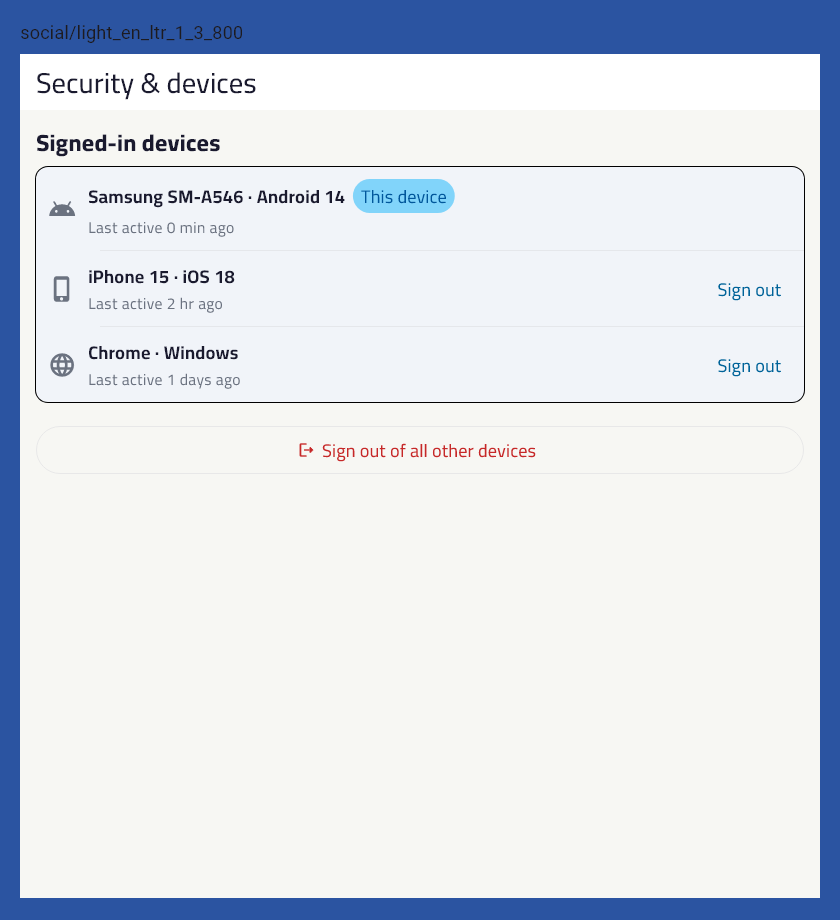 social/light_en_ltr_1_3_800
Security & devices
Signed-in devices
Samsung SM-A546 · Android 14 This device
Last active 0 min ago
iPhone 15 · iOS 18
Last active 2 hr ago
Sign out
Chrome · Windows
Last active 1 days ago
Sign out
Sign out of all other devices